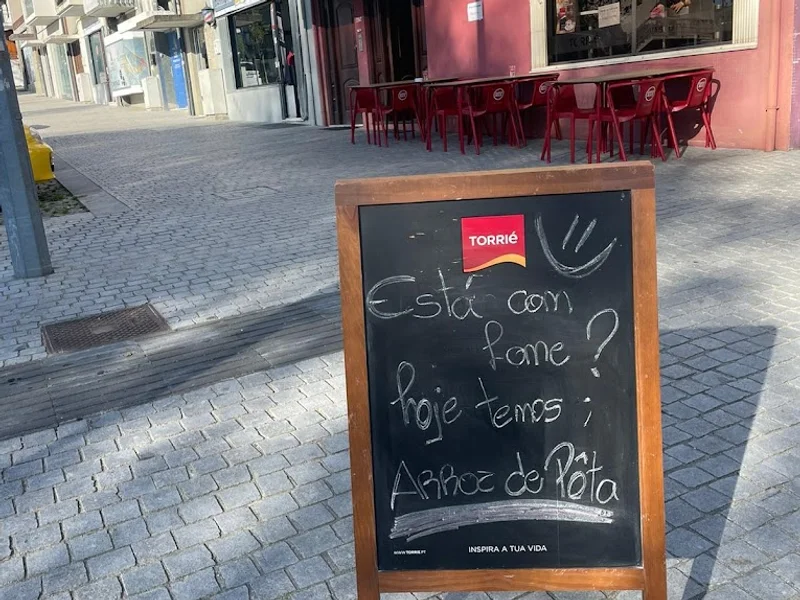 TORRIÉ
Está com
fome?
hoje temos ;
ARROZ de Pôta
WWW.TORRIE.PT
INSPIRA A TUA VIDA